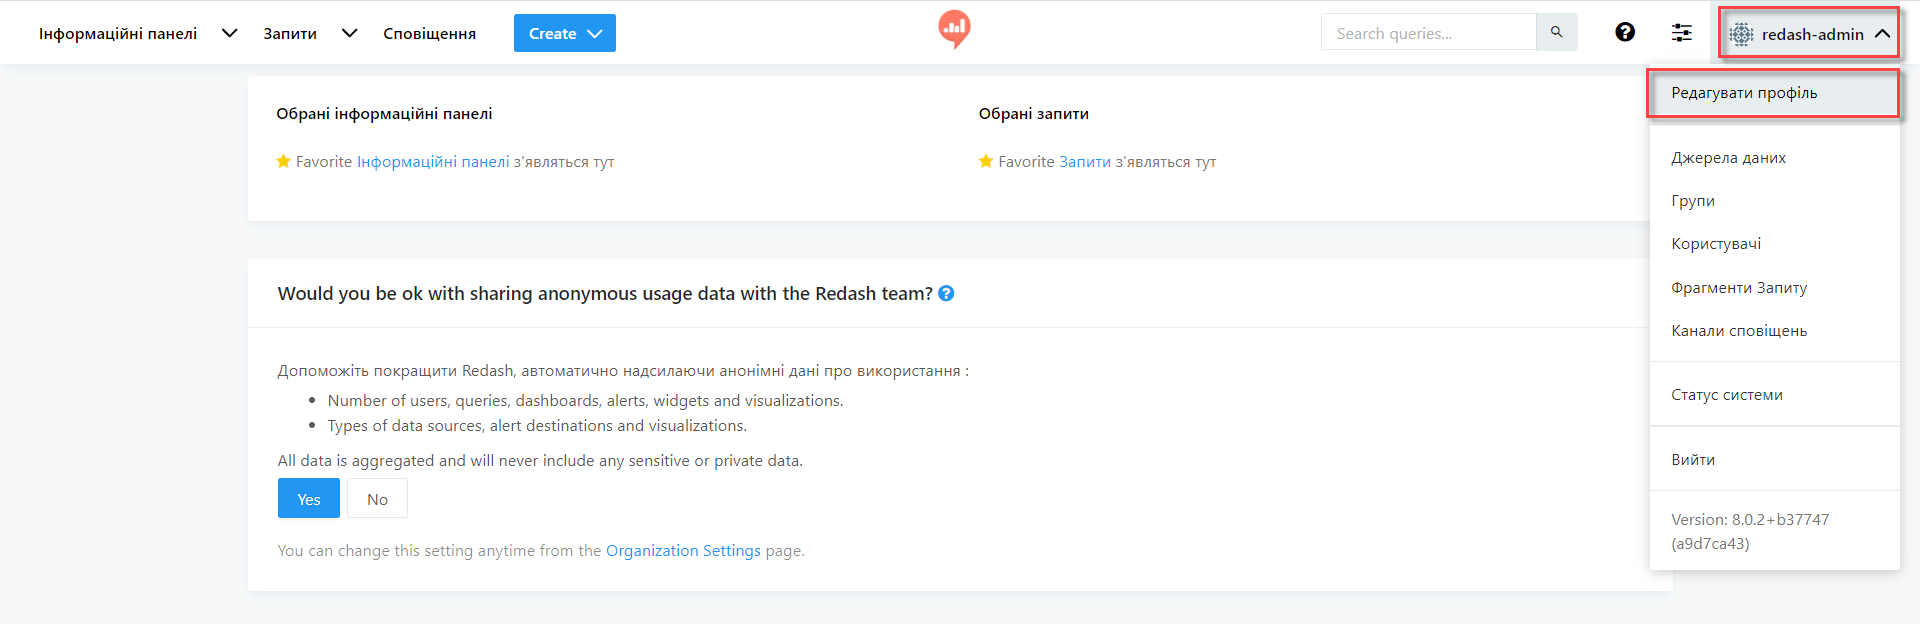 Інформаційні панелі
Запити
Сповіщення
Create
Search queries...
redash-admin
Редагувати профіль
Джерела даних
Групи
Користувачі
Фрагменти Запиту
Канали сповіщень
Статус системи
Вийти
Version: 8.0.2+b37747
(a9d7ca43)
Обрані інформаційні панелі
Favorite Інформаційні панелі з'являться тут
Обрані запити
Favorite Запити з'являться тут
Would you be ok with sharing anonymous usage data with the Redash team?
Допоможіть покращити Redash, автоматично надсилаючи анонімні дані про використання :
• Number of users, queries, dashboards, alerts, widgets and visualizations.
• Types of data sources, alert destinations and visualizations.
All data is aggregated and will never include any sensitive or private data.
Yes
No
You can change this setting anytime from the Organization Settings page.